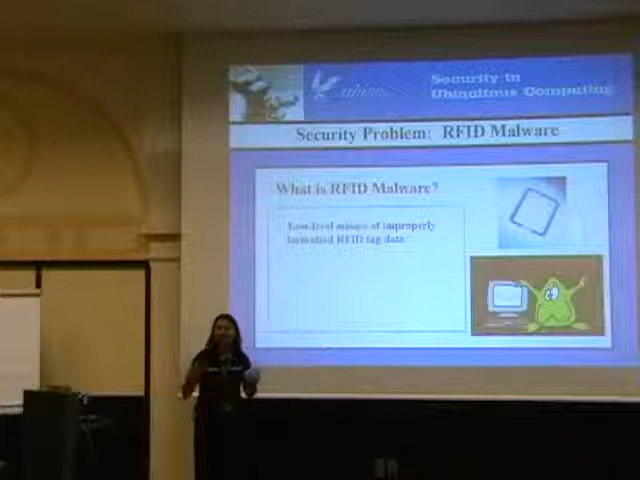 Security in
Ubiquitous Computing
Security Problem: RFID Malware
What is RFID Malware?
Low-level misuse of improperly
formatted RFID tag data